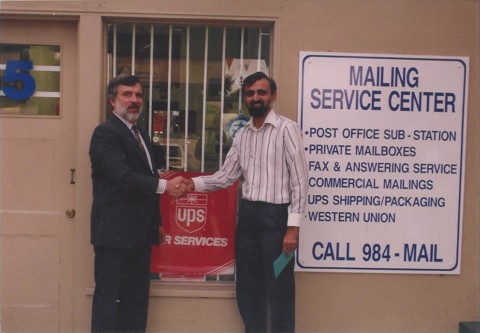 5
MAILING
SERVICE CENTER
•POST OFFICE SUB-STATION
•PRIVATE MAILBOXES
FAX & ANSWERING SERVICE
COMMERCIAL MAILINGS
UPS SHIPPING/PACKAGING
WESTERN UNION
CALL 984-MAIL
ups
R SERVICES